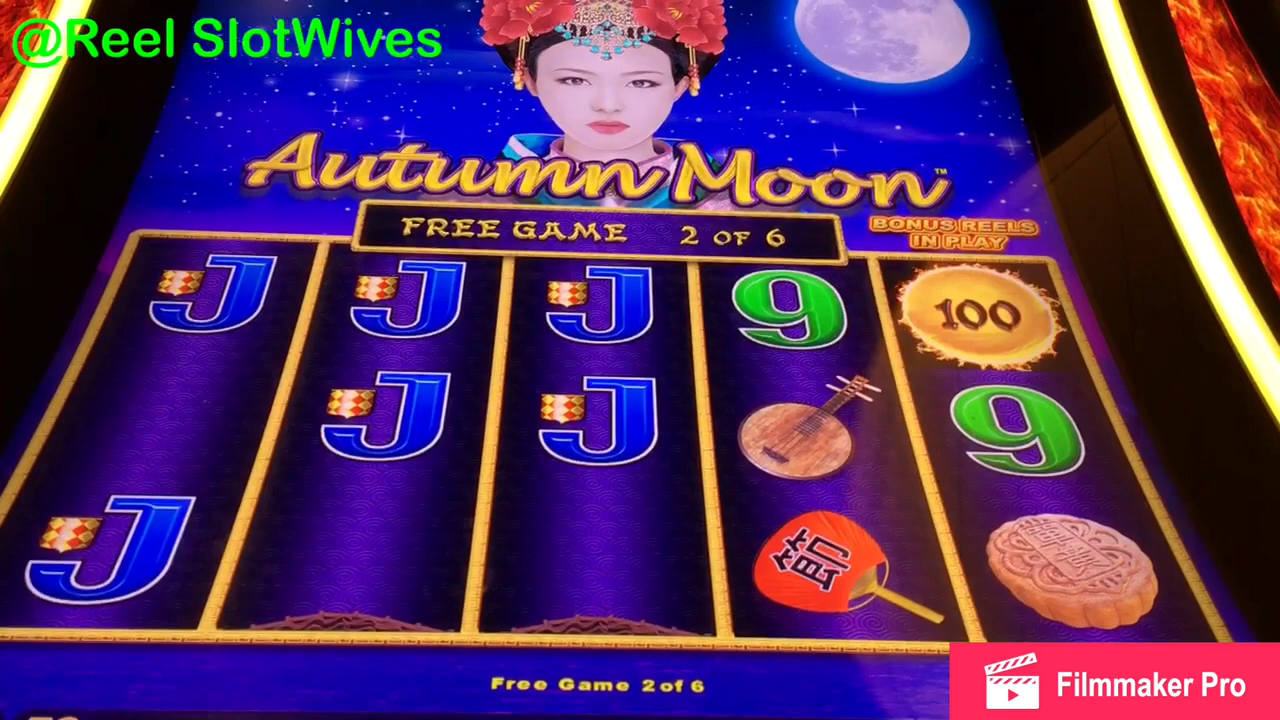 @Reel SlotWives
Autumn Moon™
FREE GAME 2 OF 6
BONUS REELS
IN PLAY
J J J 9 100
J J 9
J
Free Game 2 of 6
Filmmaker Pro